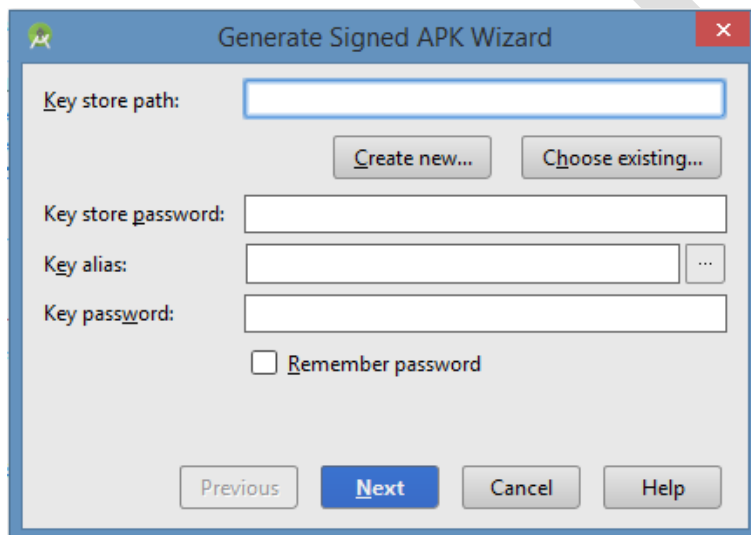 Generate Signed APK Wizard
Key store path:
Create new... Choose existing...
Key store password:
Key alias: ...
Key password:
Remember password
Previous Next Cancel Help